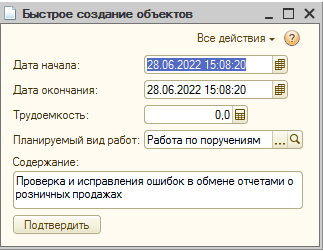 Быстрое создание объектов
Все действия
Дата начала: 28.06.2022 15:08:20
Дата окончания: 28.06.2022 15:08:20
Трудоемкость: 0,0
Планируемый вид работ: Работа по поручениям ...
Содержание:
Проверка и исправления ошибок в обмене отчетами о
розничных продажах
Подтвердить